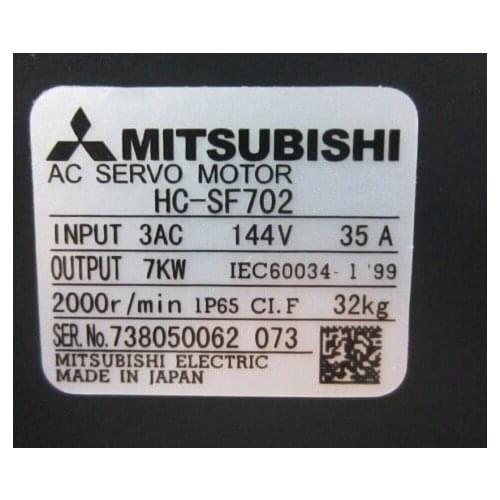 MITSUBISHI
AC SERVO MOTOR
HC-SF702
INPUT 3AC 144V 35A
OUTPUT 7KW IEC60034-1 '99
2000r/min IP65 CI.F 32kg
SER.No.738050062 073
MITSUBISHI ELECTRIC
MADE IN JAPAN